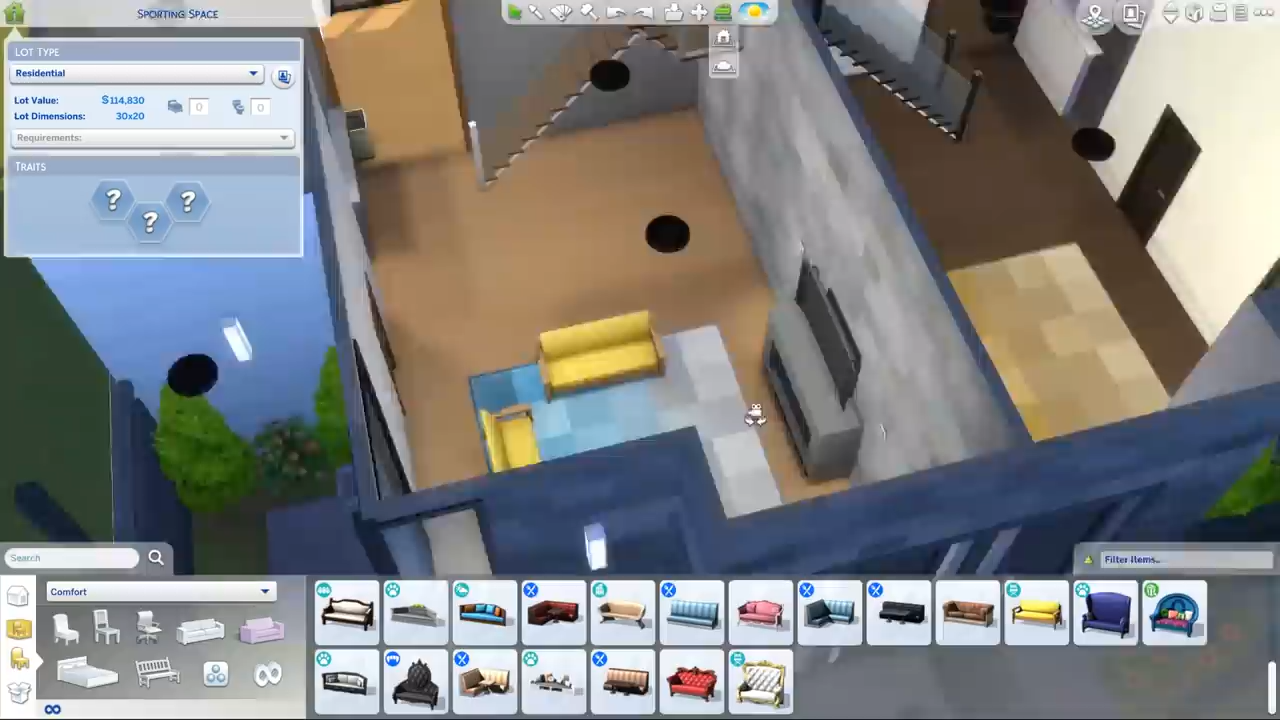 SPORTING SPACE
LOT TYPE
Residential
Lot Value: $114,830
0
0
Lot Dimensions: 30x20
Requirements:
TRAITS
?
?
?
Search
Filter Items...
Comfort